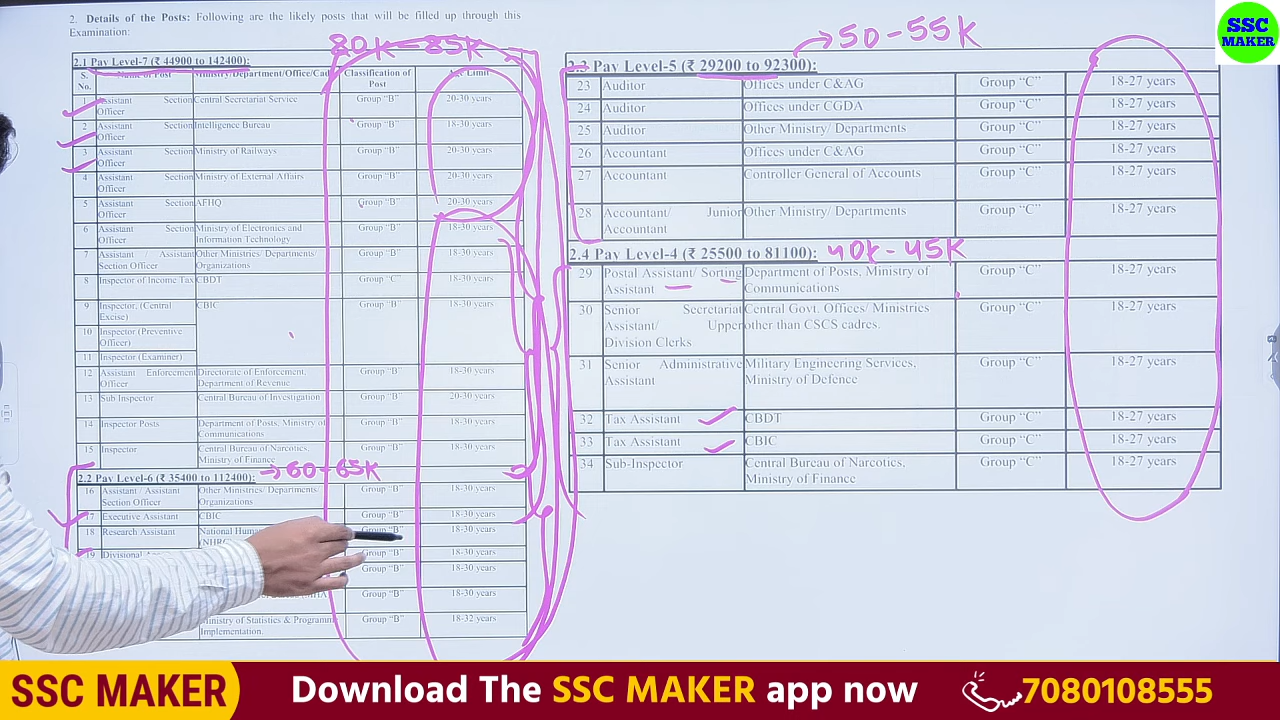 2. Details of the Posts: Following are the likely posts that will be filled up through this
Examination:
80K-85K
2.1 Pay Level-7 (₹ 44900 to 142400):
S. No. Name of Post Ministry/Department/Office/Cadre Classification of Post
1 Assistant Section Officer Central Secretariat Service Group "B" 20-30 years
2 Assistant Section Officer Intelligence Bureau Group "B" 18-30 years
3 Assistant Section Officer Ministry of Railways Group "B" 20-30 years
4 Assistant Section Officer Ministry of External Affairs Group "B" 20-30 years
5 Assistant Section Officer AFHQ Group "B" 20-30 years
6 Assistant Section Officer Ministry of Electronics and Information Technology Group "B" 18-30 years
7 Assistant Assistant Section Officer Other Ministries/ Departments/ Organizations Group "B" 18-30 years
8 Inspector of Income Tax CBDT Group "C" 18-30 years
9 Inspector, (Central Excise) CBIC Group "B" 18-30 years
10 Inspector (Preventive Officer)
11 Inspector (Examiner)
12 Assistant Enforcement Officer Directorate of Enforcement, Department of Revenue Group "B" 18-30 years
13 Sub Inspector Central Bureau of Investigation Group "B" 20-30 years
14 Inspector Posts Department of Posts, Ministry of Communications Group "B" 18-30 years
15 Inspector Central Bureau of Narcotics, Ministry of Finance Group "B" 18-30 years
2.2 Pay Level-6 (₹ 35400 to 112400): →60-65K
16 Assistant / Assistant Section Officer Other Ministries/ Departments/ Organizations Group "B" 18-30 years
17 Executive Assistant CBIC Group "B" 18-30 years
18 Research Assistant National Human (NHRC) Group "B" 18-30 years
19 Divisional Group "B" 18-30 years
Group "B" 18-30 years
Group "B" 18-30 years
Ministry of Statistics & Programme Implementation. Group "B" 18-32 years
→50-55K
2.3 Pay Level-5 (₹ 29200 to 92300):
23 Auditor Offices under C&AG Group "C" 18-27 years
24 Auditor Offices under CGDA Group "C" 18-27 years
25 Auditor Other Ministry/ Departments Group "C" 18-27 years
26 Accountant Offices under C&AG Group "C" 18-27 years
27 Accountant Controller General of Accounts Group "C" 18-27 years
28 Accountant/ Junior Accountant Other Ministry/ Departments Group "C" 18-27 years
2.4 Pay Level-4 (₹ 25500 to 81100): 40K-45K
29 Postal Assistant/ Sorting Assistant Department of Posts, Ministry of Communications Group "C" 18-27 years
30 Senior Secretariat Assistant/ Upper Division Clerks Central Govt. Offices/ Ministries other than CSCS cadres. Group "C" 18-27 years
31 Senior Administrative Assistant Military Engineering Services, Ministry of Defence Group "C" 18-27 years
32 Tax Assistant CBDT Group "C" 18-27 years
33 Tax Assistant CBIC Group "C" 18-27 years
34 Sub-Inspector Central Bureau of Narcotics, Ministry of Finance Group "C" 18-27 years
SSC
MAKER
SSC MAKER Download The SSC MAKER app now 7080108555